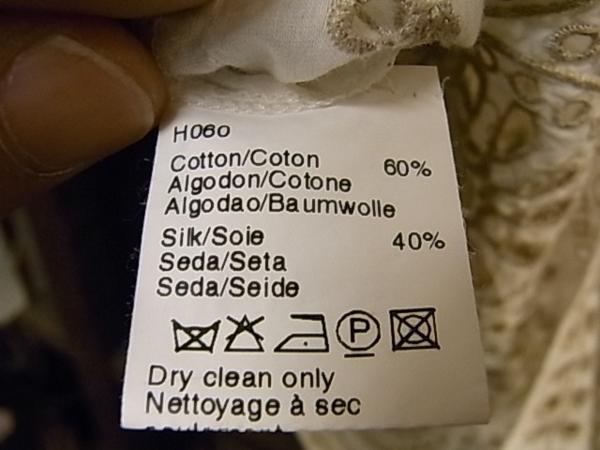 H060
Cotton/Coton 60%
Algodon/Cotone
Algodao/Baumwolle
Silk/Soie 40%
Seda/Seta
Seda/Seide
P
Dry clean only
Nettoyage à sec